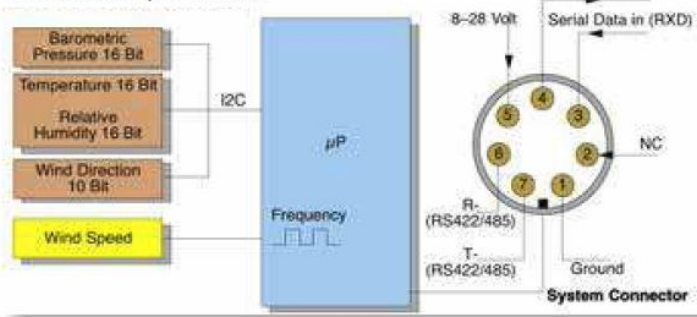 Barometric
Pressure 16 Bit
Temperature 16 Bit
Relative
Humidity 16 Bit
Wind Direction
10 Bit
Wind Speed
I2C
µP
Frequency
8–28 Volt
Serial Data in (RXD)
4
5
3
6
2
NC
7
1
R-
(RS422/485)
T-
(RS422/485)
Ground
System Connector